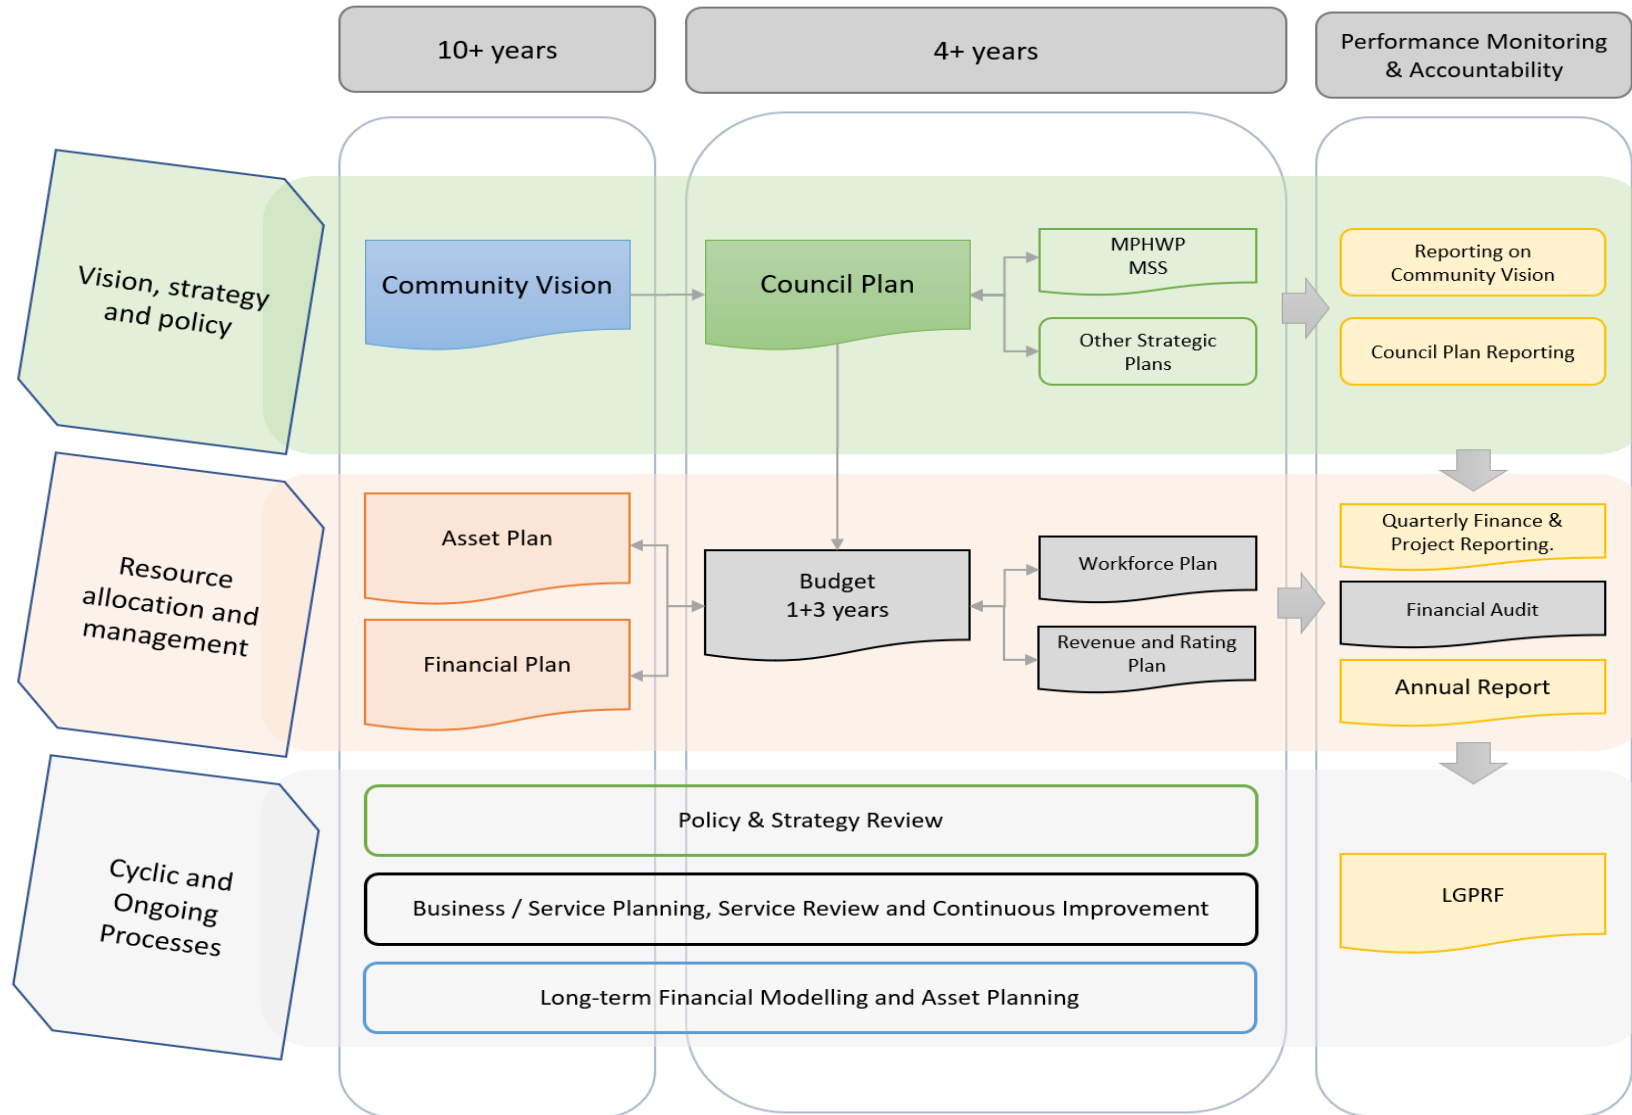 10+ years
4+ years
Performance Monitoring
& Accountability
Vision, strategy
and policy
Community Vision
Council Plan
MPHWP
MSS
Other Strategic
Plans
Reporting on
Community Vision
Council Plan Reporting
Resource
allocation and
management
Asset Plan
Financial Plan
Budget
1+3 years
Workforce Plan
Revenue and Rating
Plan
Quarterly Finance &
Project Reporting.
Financial Audit
Annual Report
Cyclic and
Ongoing
Processes
Policy & Strategy Review
Business / Service Planning, Service Review and Continuous Improvement
Long-term Financial Modelling and Asset Planning
LGPRF